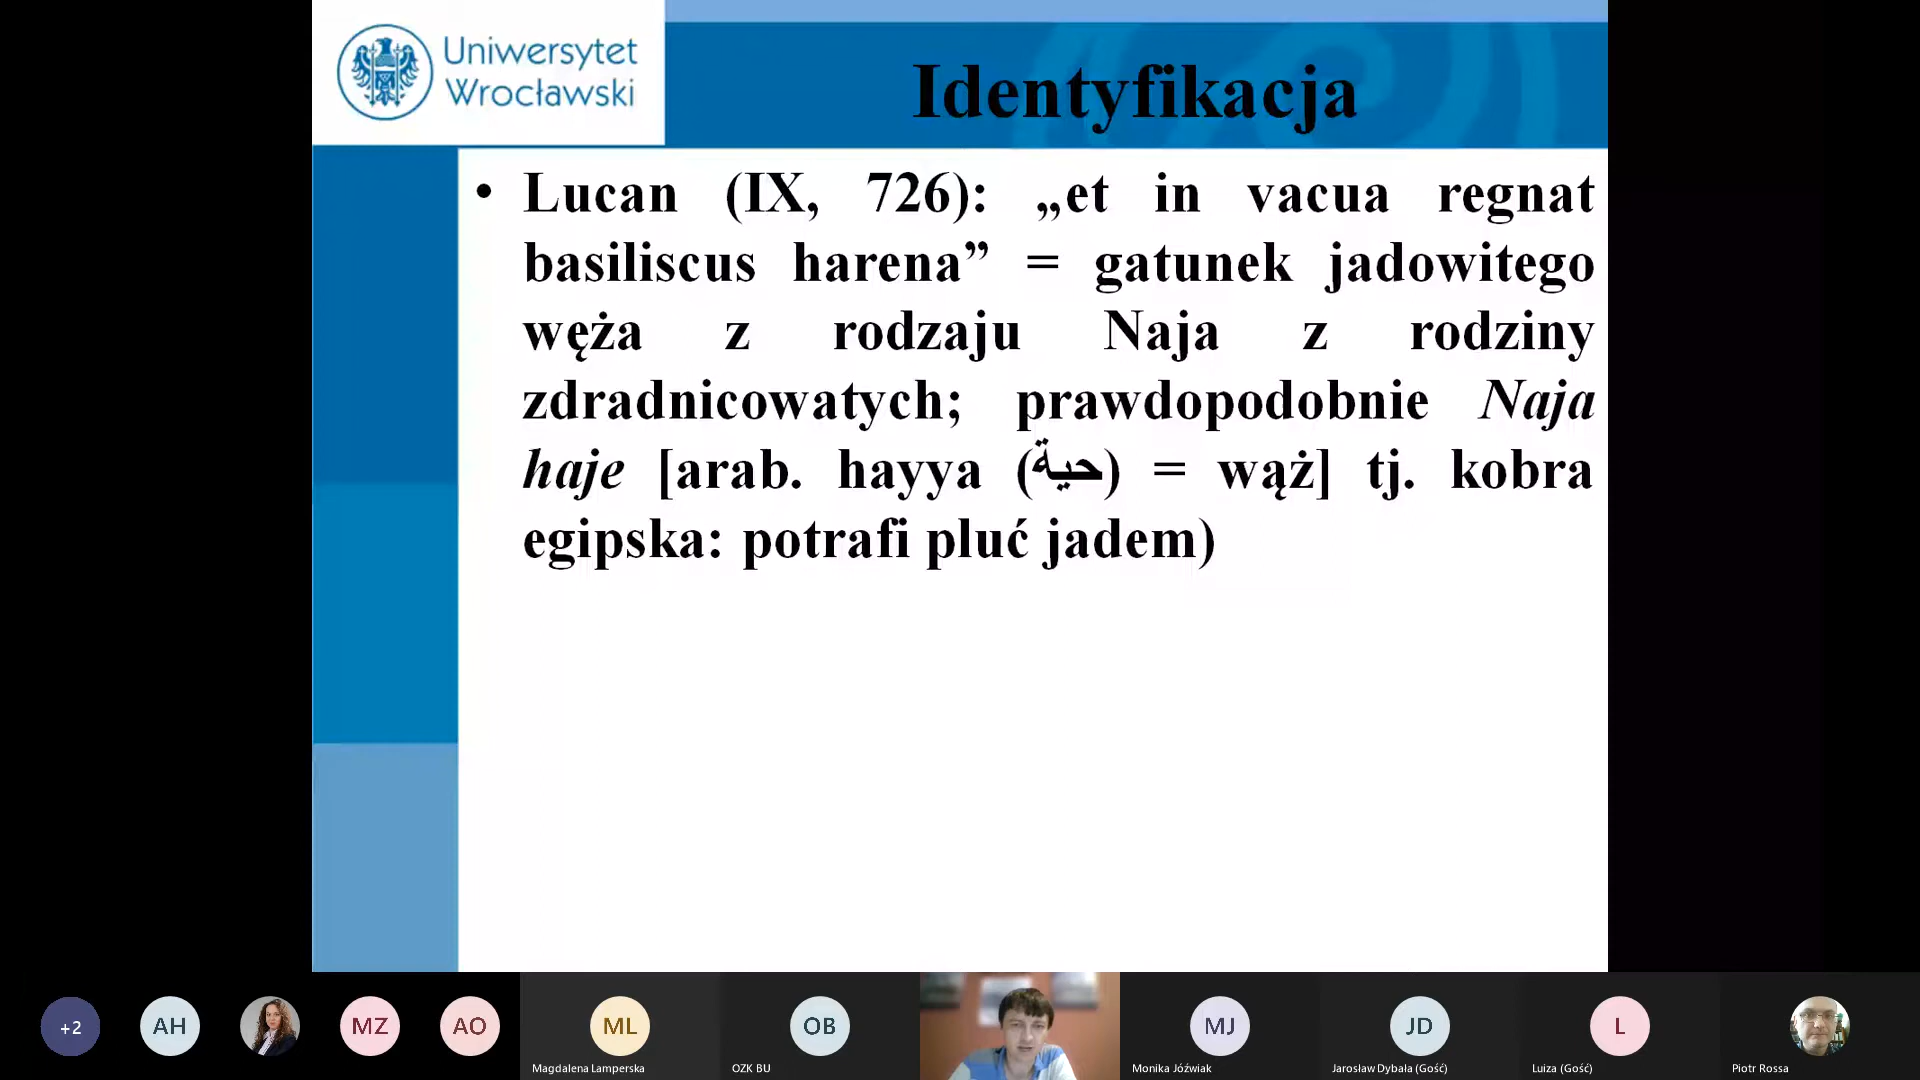 Uniwersytet
Wrocławski
Identyfikacja
• Lucan (IX, 726): „et in vacua regnat
basiliscus harena” = gatunek jadowitego
węża z rodzaju Naja z rodziny
zdradnicowatych; prawdopodobnie Naja
haje [arab. hayya (حية) = wąż] tj. kobra
egipska: potrafi pluć jadem)
+2
AH
MZ
AO
ML
OB
MJ
JD
L
Magdalena Lamperska
OZK BU
Monika Jóźwiak
Jarosław Dybała (Gość)
Luiza (Gość)
Piotr Rossa